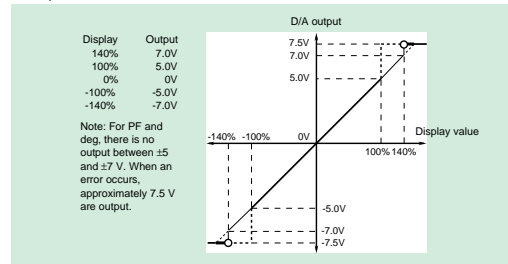 D/A output
Display Output
140% 7.0V
100% 5.0V
0% 0V
-100% -5.0V
-140% -7.0V
Note: For PF and
deg, there is no
output between ±5
and ±7 V. When an
error occurs,
approximately 7.5 V
are output.
7.5V
7.0V
5.0V
-140% -100% 0V
Display value
100% 140%
-5.0V
-7.0V
-7.5V